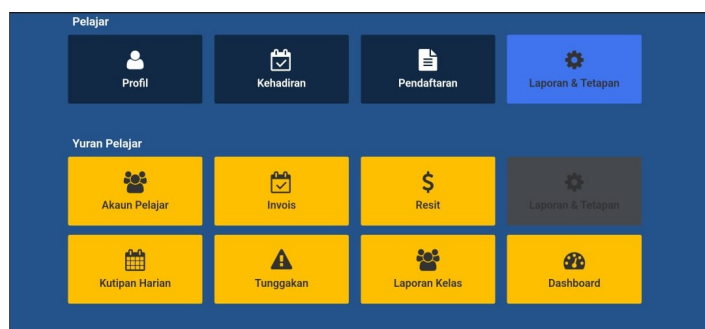 Pelajar
Profil
Kehadiran
Pendaftaran
Laporan & Tetapan
Yuran Pelajar
Akaun Pelajar
Invois
Resit
Laporan & Tetapan
Kutipan Harian
Tunggakan
Laporan Kelas
Dashboard